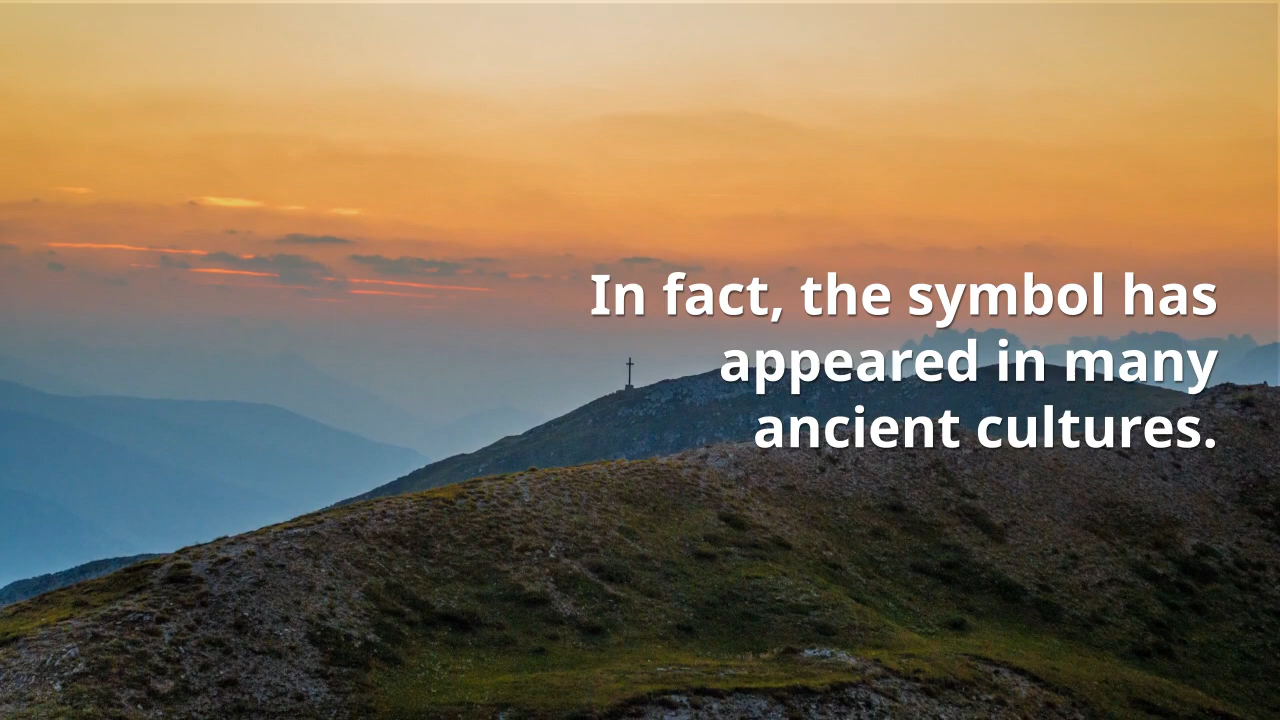 In fact, the symbol has
appeared in many
ancient cultures.